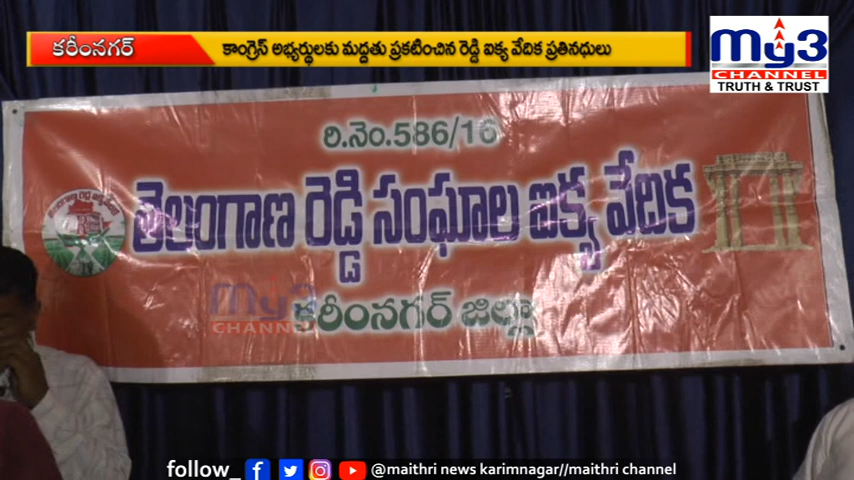 కరీంనగర్
కాంగ్రెస్ అభ్యర్థులకు మద్దతు ప్రకటించిన రెడ్డి ఐక్య వేదిక ప్రతినధులు
my3
CHANNEL
TRUTH & TRUST
రి.నెం.586/16
తెలంగాణ రెడ్డి సంఘాల ఐక్య వేదిక
my3
CHANNEL
కరీంనగర్ జిల్లా
follow_ @maithri news karimnagar//maithri channel